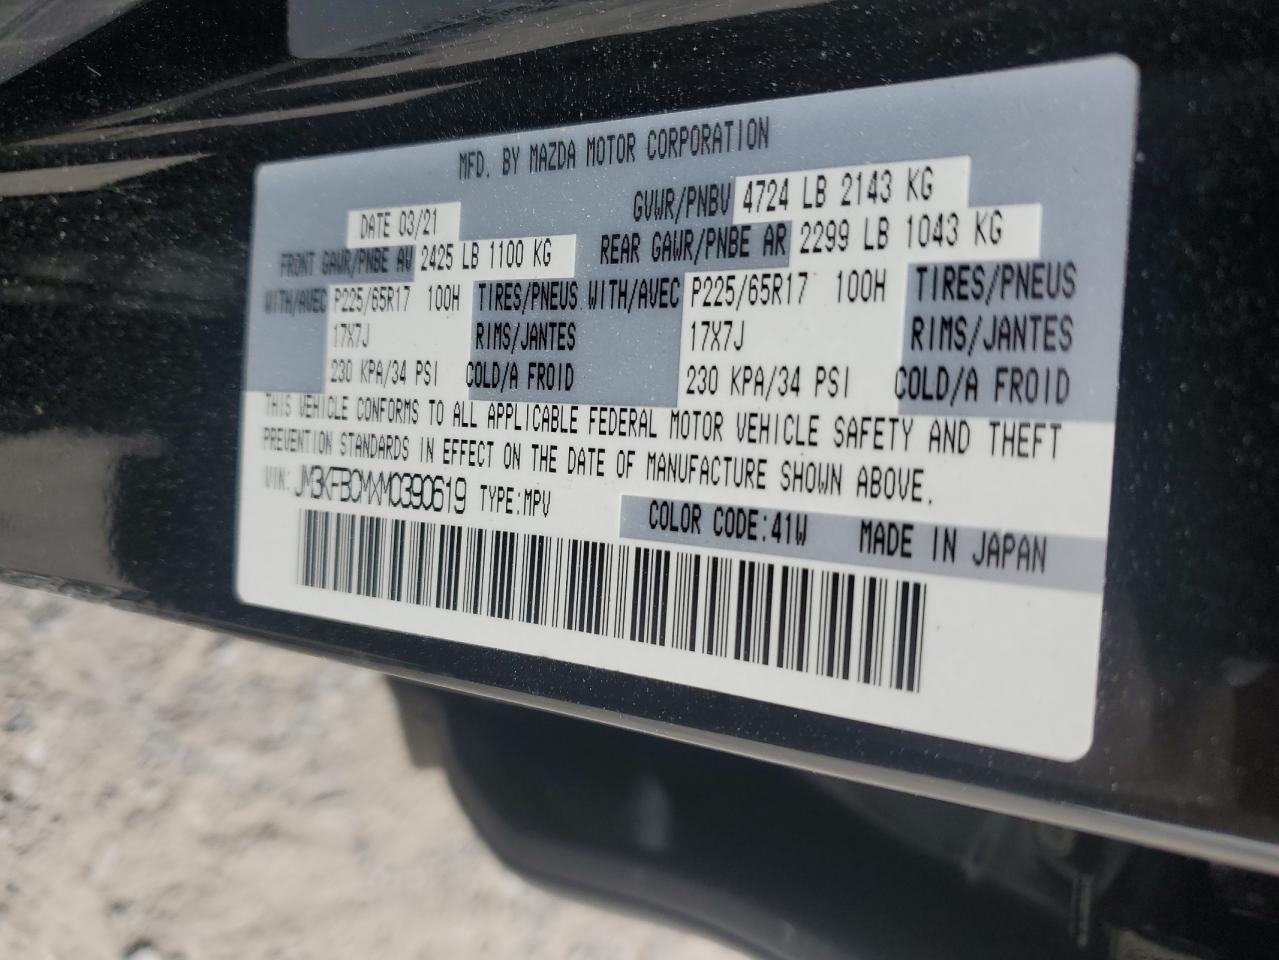 MFD. BY MAZDA MOTOR CORPORATION
DATE 03/21 GVWR/PNBV 4724 LB 2143 KG
FRONT GAWR/PNBE AV 2425 LB 1100 KG REAR GAWR/PNBE AR 2299 LB 1043 KG
WITH/AVEC P225/65R17 100H TIRES/PNEUS WITH/AVEC P225/65R17 100H TIRES/PNEUS
17X7J RIMS/JANTES 17X7J RIMS/JANTES
230 KPA/34 PSI COLD/A FROID 230 KPA/34 PSI COLD/A FROID
THIS VEHICLE CONFORMS TO ALL APPLICABLE FEDERAL MOTOR VEHICLE SAFETY AND THEFT
PREVENTION STANDARDS IN EFFECT ON THE DATE OF MANUFACTURE SHOWN ABOVE.
VIN: JM3KFBCMXM0390619 TYPE:MPV COLOR CODE:41W MADE IN JAPAN